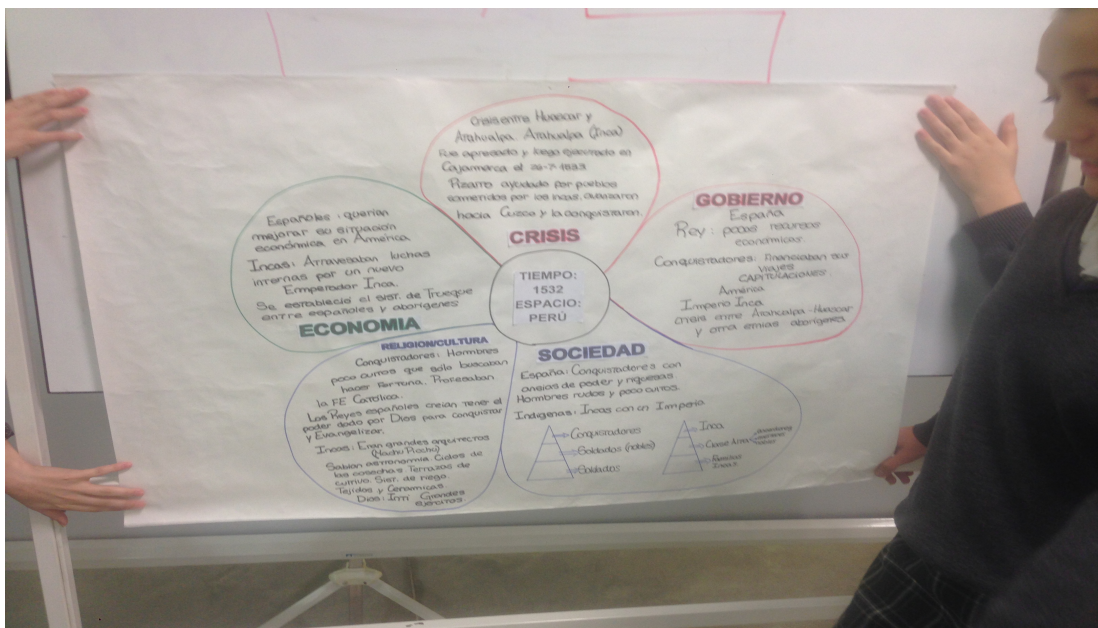 Crisis entre Huascar y
Atahualpa. Atahualpa (Inca)
Fue apresado y luego ejecutado en
Cajamarca el 26-7-1533
Pizarro ayudado por pueblos
sometidos por los incas, avanzaron
hacia Cusco y la conquistaron.
CRISIS
GOBIERNO
España
Rey: pocos recursos
económicos.
Conquistadores: Financiaban sus
viajes
CAPITULACIONES.
América
Imperio Inca
crisis entre Atahualpa-Huascar
y otras etnias aborígenes
Españoles: querían
mejorar su situación
económica en América
Incas: Atravesaban luchas
internas por un nuevo
Emperador Inca.
Se estableció el sist. de Trueque
entre españoles y aborígenes
ECONOMIA
TIEMPO:
1532
ESPACIO:
PERÚ
RELIGION/CULTURA
Conquistadores: Hombres
poco cultos que sólo buscaban
hacer fortuna. Profesaban
la FE Católica.
Los Reyes españoles creían tener el
poder dado por Dios para conquistar
y Evangelizar.
Incas: Eran grandes arquitectos
(Machu Picchu)
Sabían astronomía. Ciclos de
las cosechas Terrazas de
cultivo. Sist. de riego.
Tejidos y Cerámicas.
Dios: Inti Grandes
ejércitos.
SOCIEDAD
España: Conquistadores con
ansias de poder y riquezas
Hombres rudos y poco cultos.
Indígenas: Incas con un Imperio
Conquistadores
Soldados (nobles)
Soldados
Inca
Clase